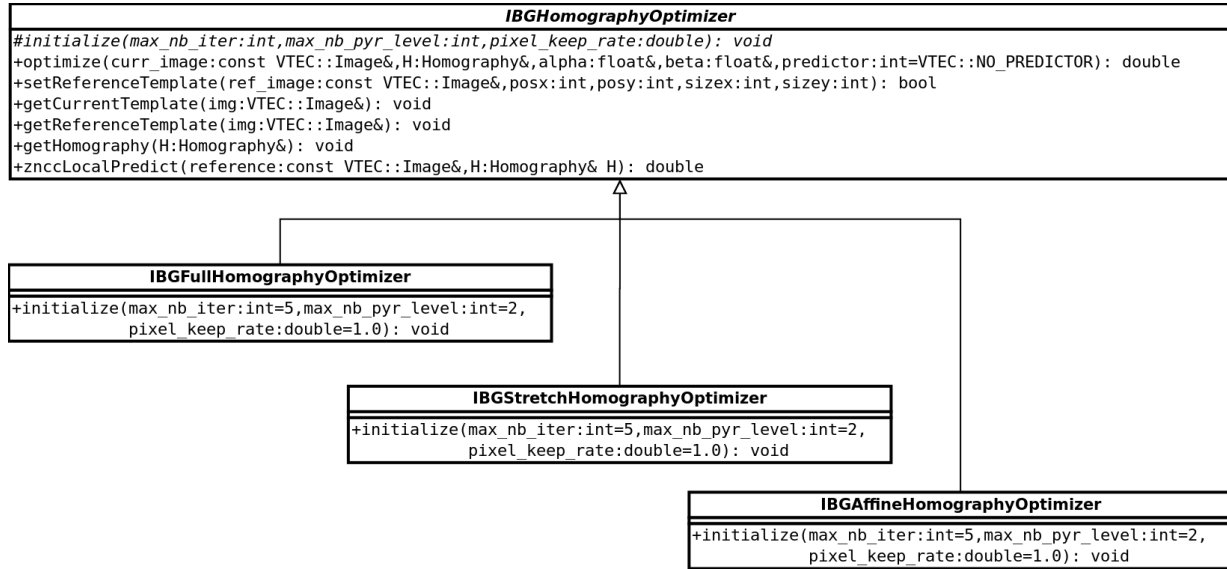 IBGHomographyOptimizer
#initialize(max_nb_iter:int,max_nb_pyr_level:int,pixel_keep_rate:double): void
+optimize(curr_image:const VTEC::Image&,H:Homography&,alpha:float&,beta:float&,predictor:int=VTEC::NO_PREDICTOR): double
+setReferenceTemplate(ref_image:const VTEC::Image&,posx:int,posy:int,sizex:int,sizey:int): bool
+getCurrentTemplate(img:VTEC::Image&): void
+getReferenceTemplate(img:VTEC::Image&): void
+getHomography(H:Homography&): void
+znccLocalPredict(reference:const VTEC::Image&,H:Homography& H): double
IBGFullHomographyOptimizer
+initialize(max_nb_iter:int=5,max_nb_pyr_level:int=2,
pixel_keep_rate:double=1.0): void
IBGStretchHomographyOptimizer
+initialize(max_nb_iter:int=5,max_nb_pyr_level:int=2,
pixel_keep_rate:double=1.0): void
IBGAffineHomographyOptimizer
+initialize(max_nb_iter:int=5,max_nb_pyr_level:int=2,
pixel_keep_rate:double=1.0): void